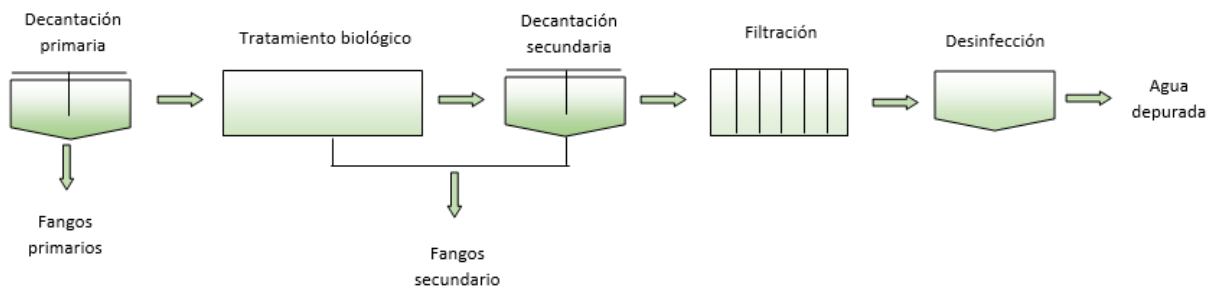 Decantación
primaria
Tratamiento biológico
Decantación
secundaria
Filtración
Desinfección
Agua
depurada
Fangos
primarios
Fangos
secundario